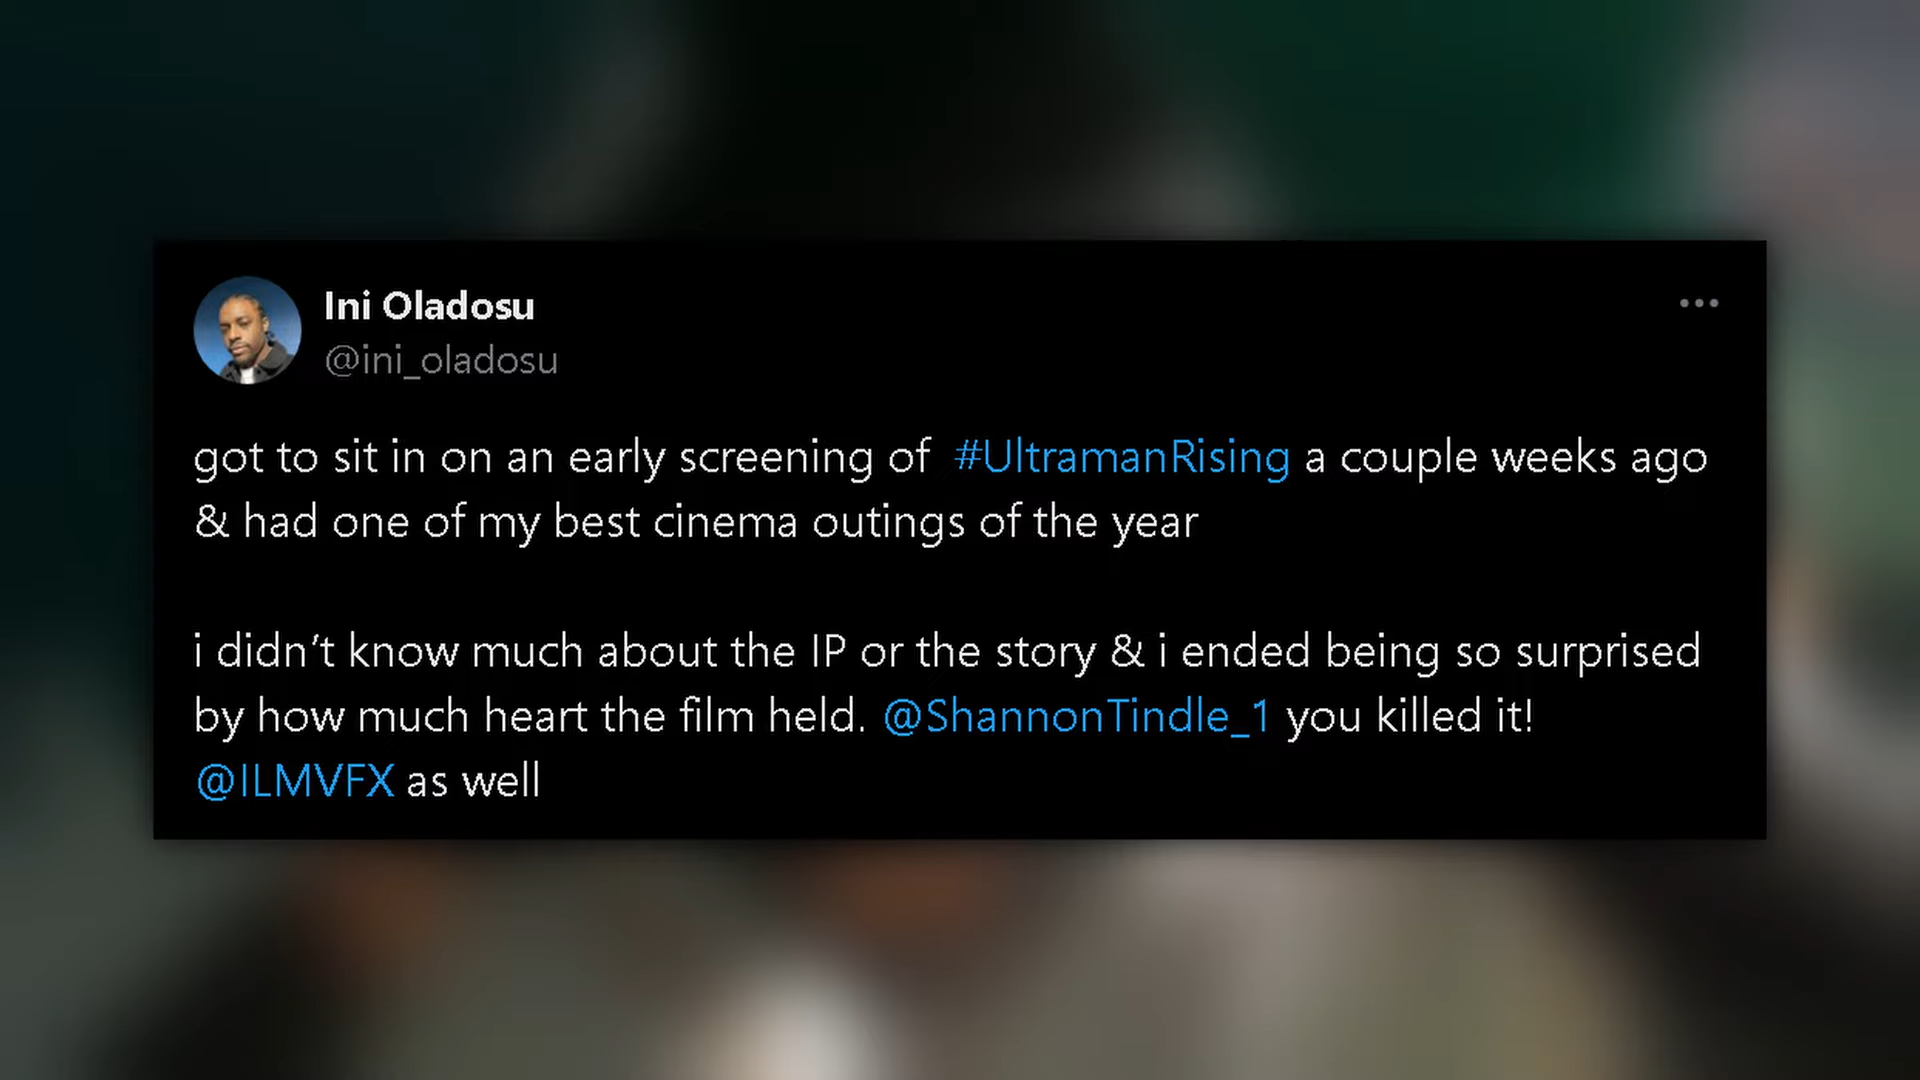 Ini Oladosu
@ini_oladosu
got to sit in on an early screening of #UltramanRising a couple weeks ago
& had one of my best cinema outings of the year
i didn’t know much about the IP or the story & i ended being so surprised
by how much heart the film held. @ShannonTindle_1 you killed it!
@ILMVFX as well